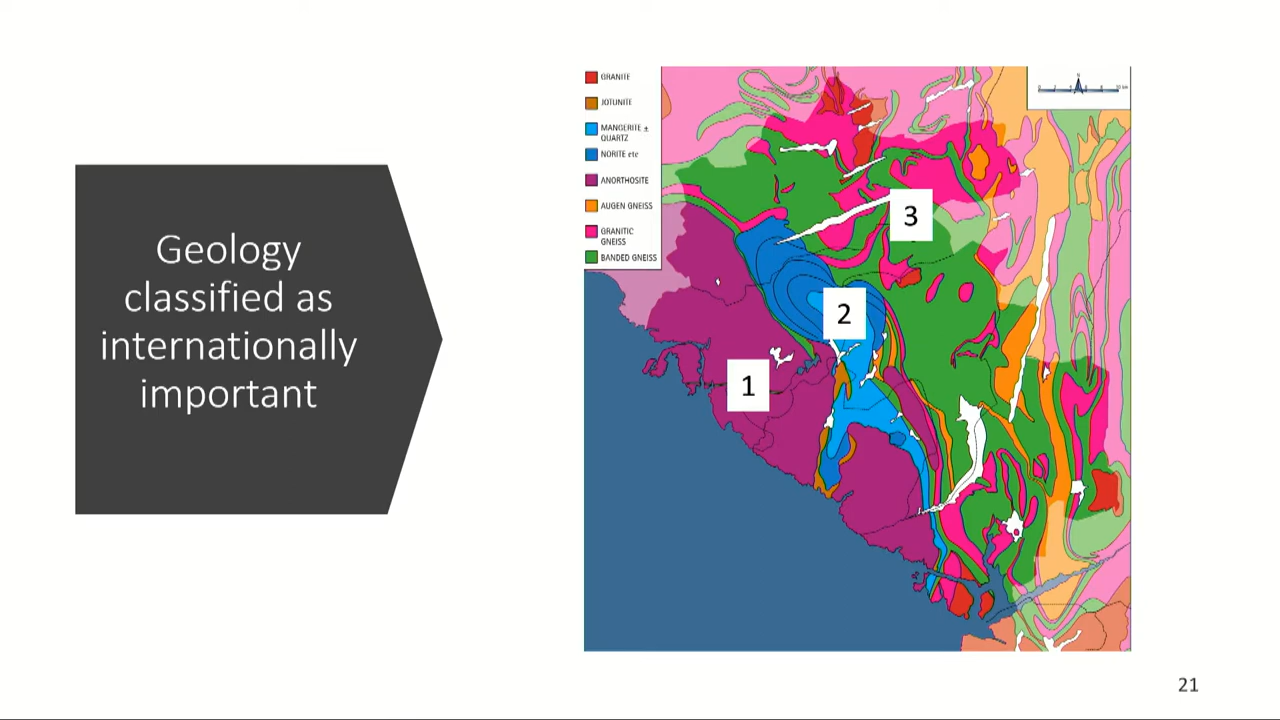 Geology
classified as
internationally
important
GRANITE
JOTUNITE
MANGERITE ±
QUARTZ
NORITE etc
ANORTHOSITE
AUGEN GNEISS
GRANITIC
GNEISS
BANDED GNEISS
N
1
2
3
21